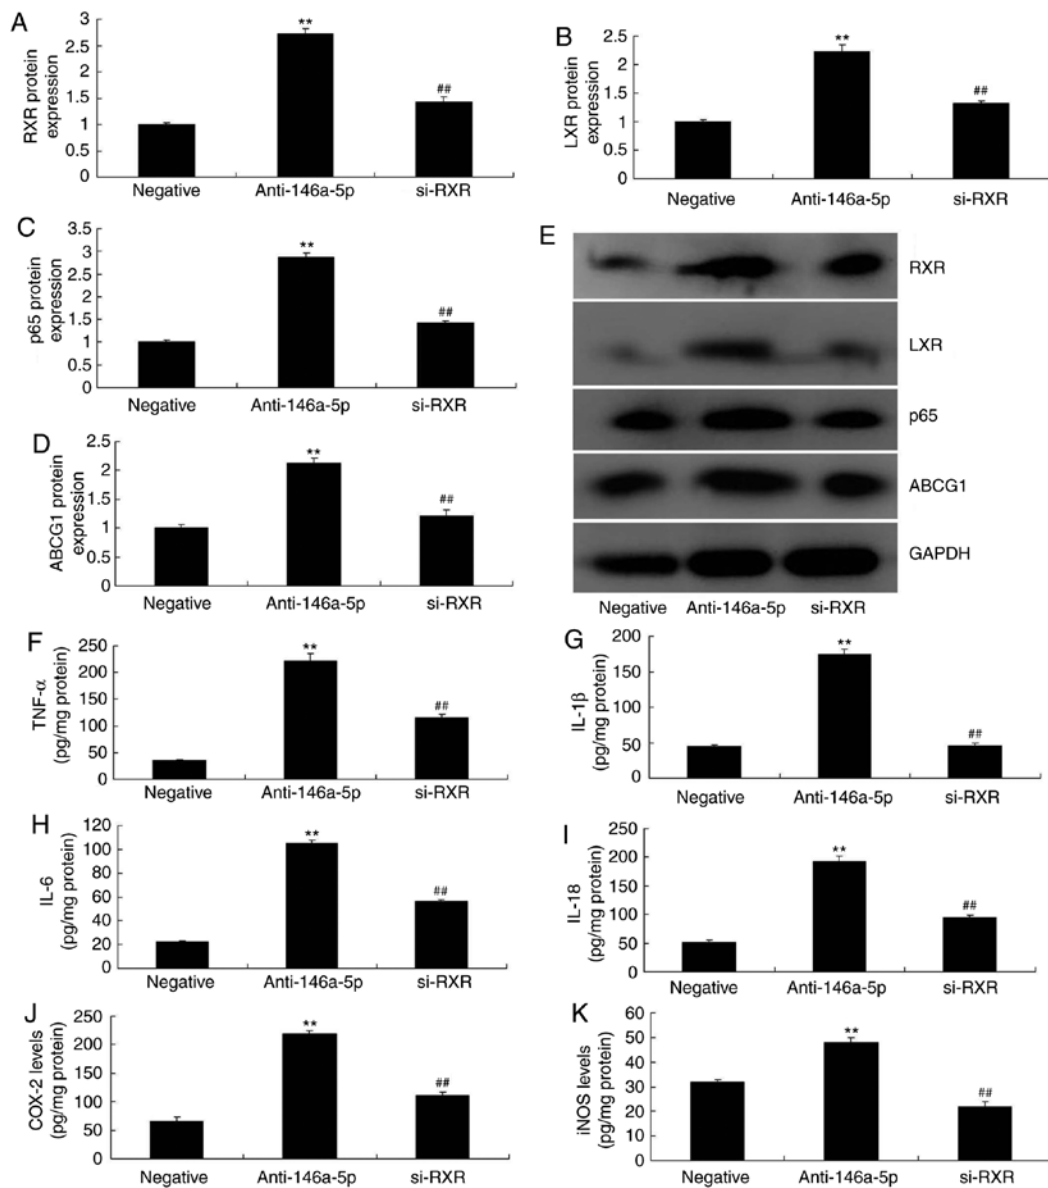 A
RXR protein
expression
3
2.5
2
1.5
1
0.5
**
##
Negative
Anti-146a-5p
si-RXR
B
LXR protein
expression
2.5
2
1.5
1
0.5
0
**
##
Negative
Anti-146a-5p
si-RXR
C
p65 protein
expression
3.5
3
2.5
2
1.5
1
0.5
0
**
##
Negative
Anti-146a-5p
si-RXR
D
ABCG1 protein
expression
2.5
2
1.5
1
0.5
0
**
##
Negative
Anti-146a-5p
si-RXR
E
RXR
LXR
p65
ABCG1
GAPDH
Negative
Anti-146a-5p
si-RXR
F
TNF-α
(pg/mg protein)
250
200
150
100
50
0
**
##
Negative
Anti-146a-5p
si-RXR
G
IL-1β
(pg/mg protein)
200
150
100
50
0
**
##
Negative
Anti-146a-5p
si-RXR
H
IL-6
(pg/mg protein)
120
100
80
60
40
20
0
**
##
Negative
Anti-146a-5p
si-RXR
I
IL-18
(pg/mg protein)
250
200
150
100
50
0
**
##
Negative
Anti-146a-5p
si-RXR
J
COX-2 levels
(pg/mg protein)
250
200
150
100
50
0
**
##
Negative
Anti-146a-5p
si-RXR
K
iNOS levels
(pg/mg protein)
60
50
40
30
20
10
0
**
##
Negative
Anti-146a-5p
si-RXR